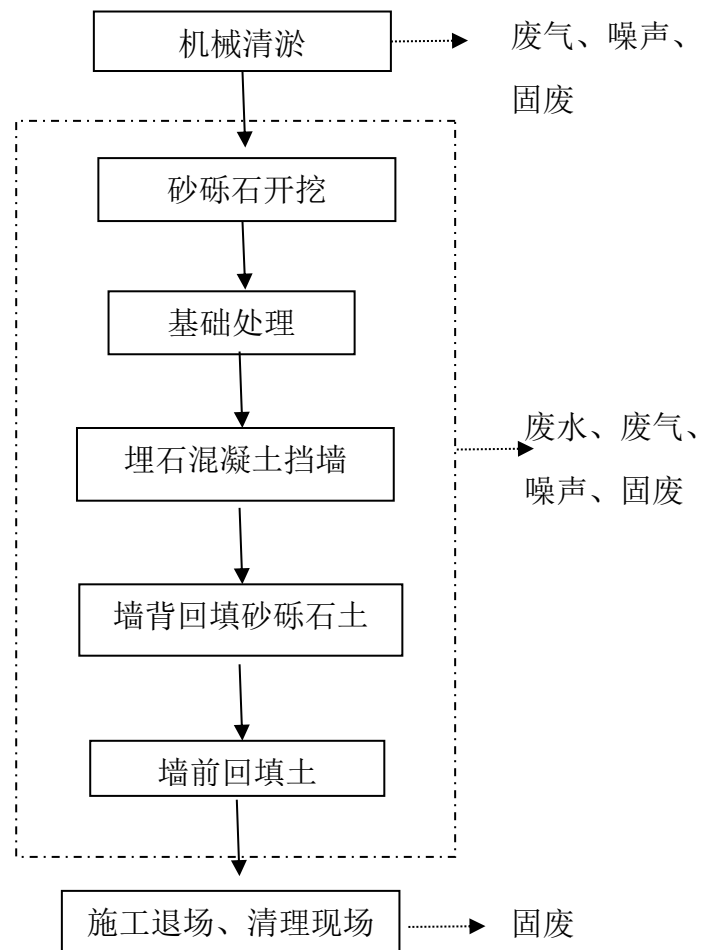 机械清淤
废气、噪声、
固废
砂砾石开挖
基础处理
埋石混凝土挡墙
废水、废气、
噪声、固废
墙背回填砂砾石土
墙前回填土
施工退场、清理现场
固废